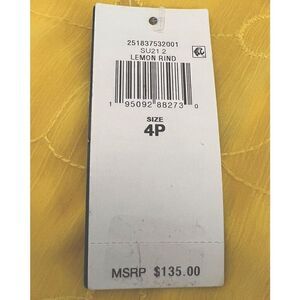 251837532001
SU21.2
LEMON RIND
1 95092 88273 0
SIZE
4P
MSRP $135.00